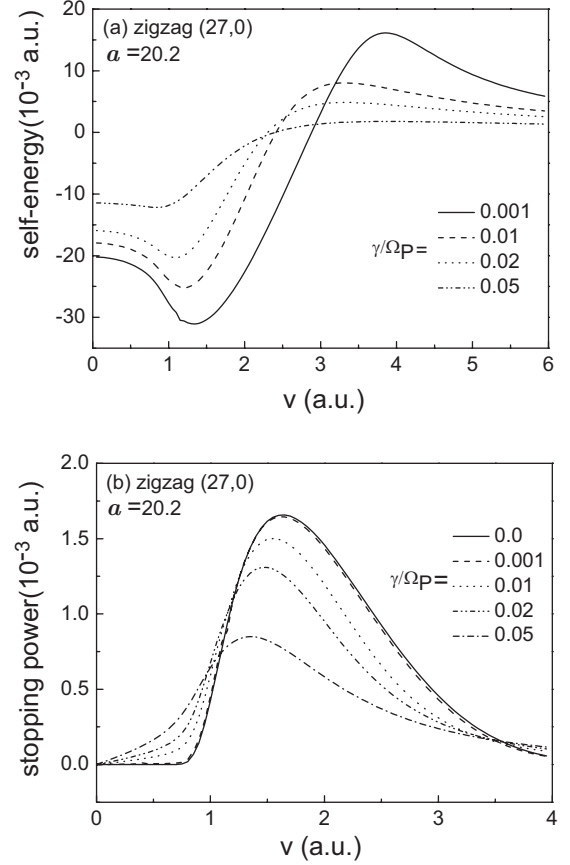 20
(a) zigzag (27,0)
a =20.2
10
0
-10
-20
-30
self-energy(10⁻³ a.u.)
γ/Ωₚ=
0.001
0.01
0.02
0.05
0 1 2 3 4 5 6
v (a.u.)
2.0
(b) zigzag (27,0)
a =20.2
1.5
1.0
0.5
0.0
stopping power(10⁻³ a.u.)
γ/Ωₚ=
0.0
0.001
0.01
0.02
0.05
0 1 2 3 4
v (a.u.)